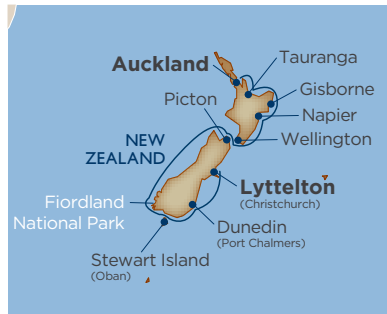 Auckland
Tauranga
Gisborne
Picton
Napier
NEW
ZEALAND
Wellington
Lyttelton
(Christchurch)
Fiordland
National Park
Dunedin
(Port Chalmers)
Stewart Island
(Oban)